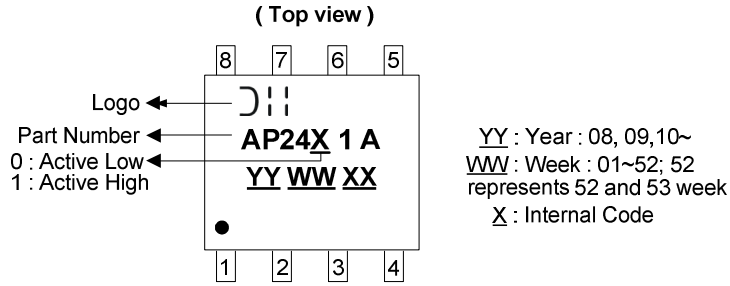 ( Top view )
8 7 6 5
Logo
Part Number
AP24X 1 A
0 : Active Low
1 : Active High
YY WW XX
1 2 3 4
YY : Year : 08, 09,10~
WW : Week : 01~52; 52
represents 52 and 53 week
X : Internal Code